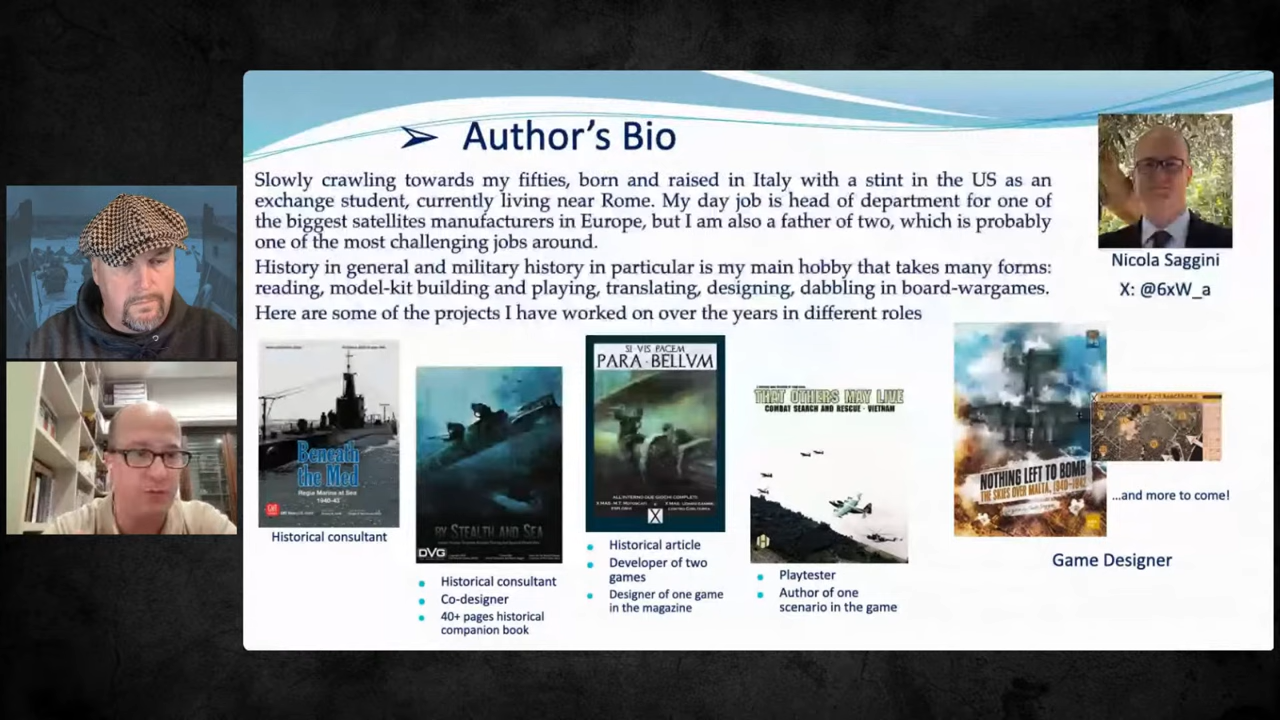 ➢ Author's Bio
Slowly crawling towards my fifties, born and raised in Italy with a stint in the US as an
exchange student, currently living near Rome. My day job is head of department for one of
the biggest satellites manufacturers in Europe, but I am also a father of two, which is probably
one of the most challenging jobs around.
History in general and military history in particular is my main hobby that takes many forms:
reading, model-kit building and playing, translating, designing, dabbling in board-wargames.
Here are some of the projects I have worked on over the years in different roles
Nicola Saggini
X: @6xW_a
Beneath
the Med
Regia Marina at Sea
1940-43
Historical consultant
BY STEALTH AND SEA
DVG
• Historical consultant
• Co-designer
• 40+ pages historical
companion book
SI VIS PACEM
PARA-BELLVM
X
• Historical article
• Developer of two
games
• Designer of one game
in the magazine
THAT OTHERS MAY LIVE
COMBAT SEARCH AND RESCUE - VIETNAM
• Playtester
• Author of one
scenario in the game
NOTHING LEFT TO BOMB
THE SKIES OVER MALTA, 1940-1942
...and more to come!
Game Designer